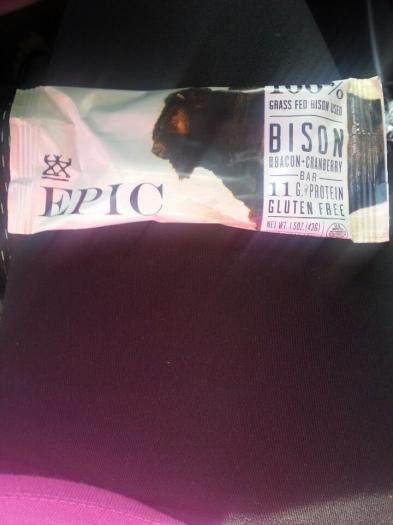 EPIC
100%
GRASS FED BISON USED
BISON
BACON • CRANBERRY
BAR
11 G. OF PROTEIN
GLUTEN FREE
NET WT. 1.5OZ. (43G)